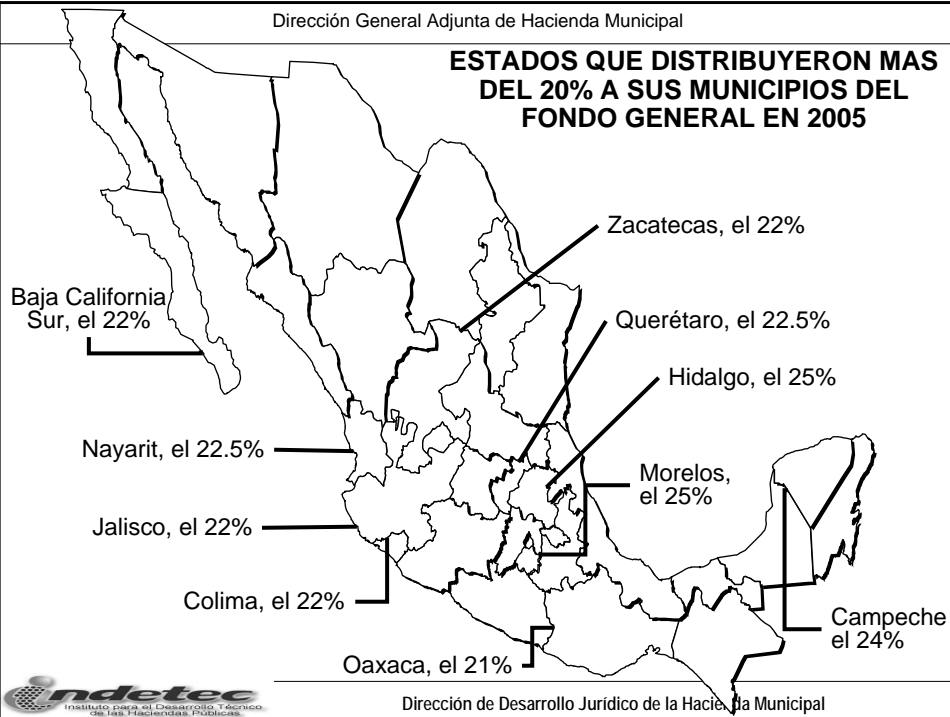 Dirección General Adjunta de Hacienda Municipal
ESTADOS QUE DISTRIBUYERON MAS
DEL 20% A SUS MUNICIPIOS DEL
FONDO GENERAL EN 2005
Zacatecas, el 22%
Baja California
Sur, el 22%
Querétaro, el 22.5%
Hidalgo, el 25%
Nayarit, el 22.5%
Morelos,
el 25%
Jalisco, el 22%
Colima, el 22%
Campeche
el 24%
Oaxaca, el 21%
indetec
Instituto para el Desarrollo Técnico
de las Haciendas Públicas
Dirección de Desarrollo Jurídico de la Hacienda Municipal